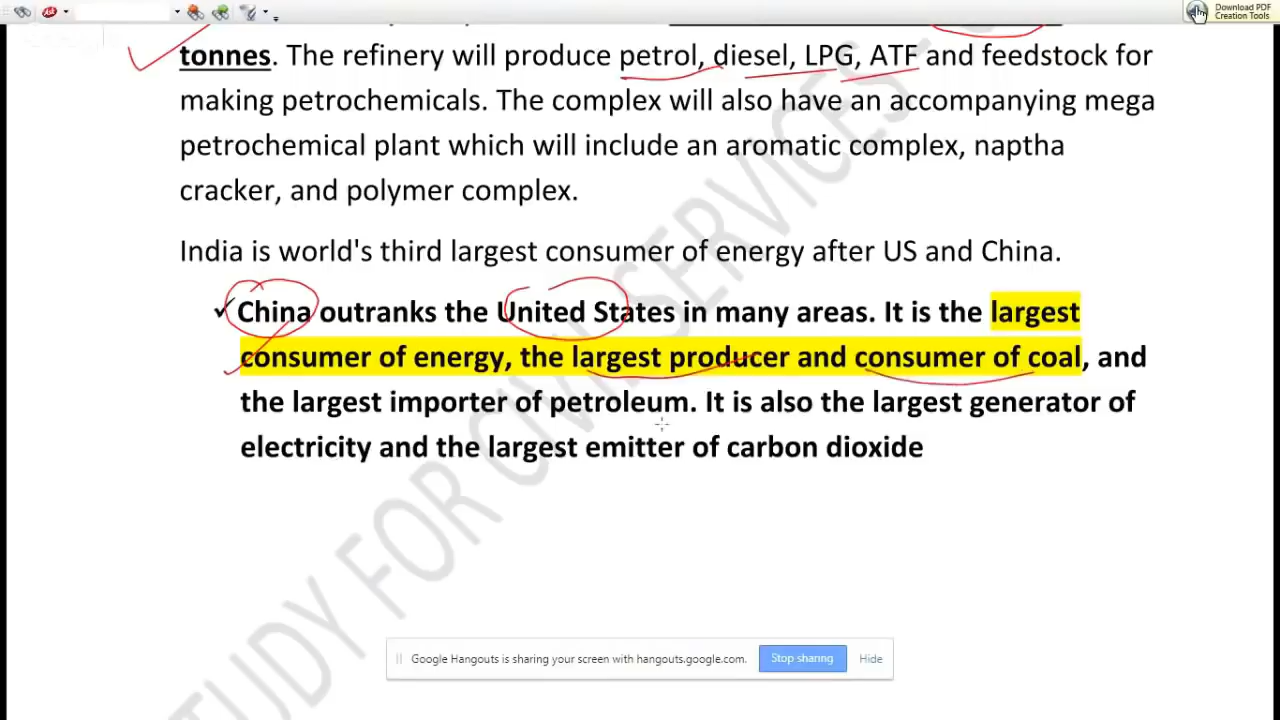 Download PDF
Creation Tools
tonnes. The refinery will produce petrol, diesel, LPG, ATF and feedstock for
making petrochemicals. The complex will also have an accompanying mega
petrochemical plant which will include an aromatic complex, naptha
cracker, and polymer complex.
India is world's third largest consumer of energy after US and China.
✓ China outranks the United States in many areas. It is the largest
consumer of energy, the largest producer and consumer of coal, and
the largest importer of petroleum. It is also the largest generator of
electricity and the largest emitter of carbon dioxide
STUDY FOR CIVIL SERVICES
Google Hangouts is sharing your screen with hangouts.google.com. Stop sharing Hide